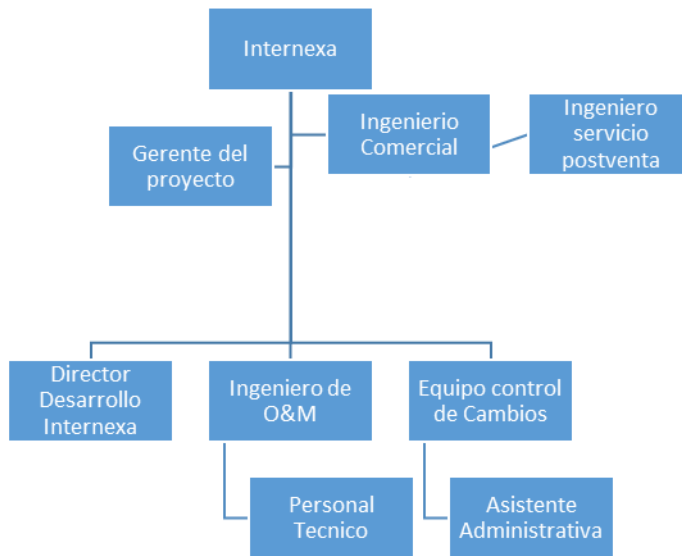 Internexa
Ingenierio
Comercial
Ingeniero
servicio
postventa
Gerente del
proyecto
Director
Desarrollo
Internexa
Ingeniero de
O&M
Equipo control
de Cambios
Personal
Tecnico
Asistente
Administrativa